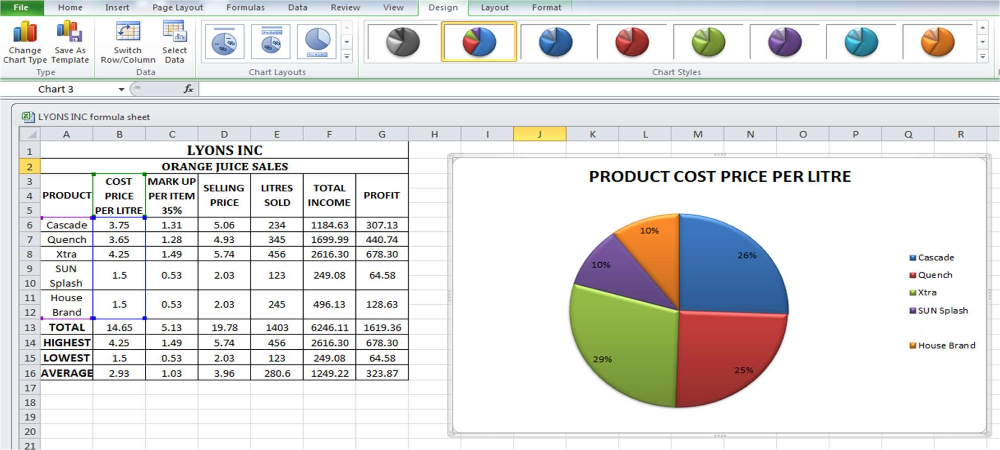 File Home Insert Page Layout Formulas Data Review View Design Layout Format
Change Chart Type
Save As Template
Switch Row/Column
Select Data
Type Data Chart Layouts Chart Styles
Chart 3 fx
LYONS INC formula sheet
A B C D E F G H I J K L M N O P Q R
1 LYONS INC
2 ORANGE JUICE SALES
3
4
5
PRODUCT
COST PRICE PER LITRE
MARK UP PER ITEM 35%
SELLING PRICE
LITRES SOLD
TOTAL INCOME
PROFIT
6 Cascade 3.75 1.31 5.06 234 1184.63 307.13
7 Quench 3.65 1.28 4.93 345 1699.99 440.74
8 Xtra 4.25 1.49 5.74 456 2616.30 678.30
9 SUN
10 Splash 1.5 0.53 2.03 123 249.08 64.58
11 House
12 Brand 1.5 0.53 2.03 245 496.13 128.63
13 TOTAL 14.65 5.13 19.78 1403 6246.11 1619.36
14 HIGHEST 4.25 1.49 5.74 456 2616.30 678.30
15 LOWEST 1.5 0.53 2.03 123 249.08 64.58
16 AVERAGE 2.93 1.03 3.96 280.6 1249.22 323.87
17
18
19
20
21
PRODUCT COST PRICE PER LITRE
10%
26%
10%
29%
25%
Cascade
Quench
Xtra
SUN Splash
House Brand